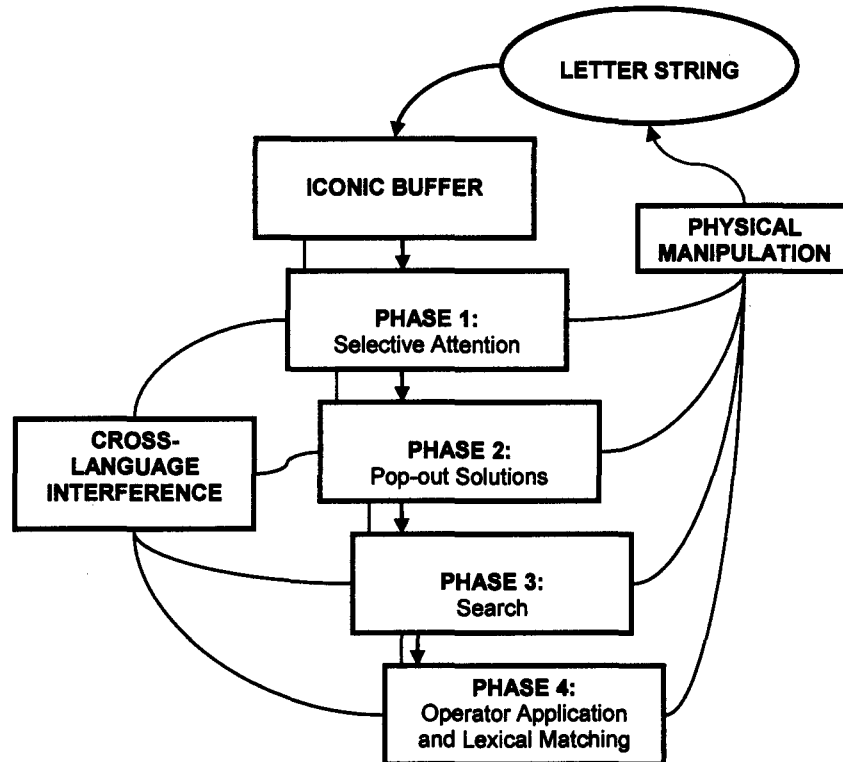 LETTER STRING
ICONIC BUFFER
PHYSICAL
MANIPULATION
PHASE 1:
Selective Attention
CROSS-
LANGUAGE
INTERFERENCE
PHASE 2:
Pop-out Solutions
PHASE 3:
Search
PHASE 4:
Operator Application
and Lexical Matching